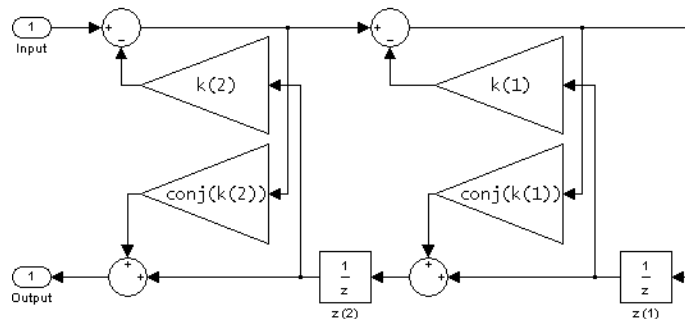 1
Input
+
−
k(2)
+
−
k(1)
conj(k(2))
conj(k(1))
1
Output
+
+
1
z
z(2)
+
+
1
z
z(1)